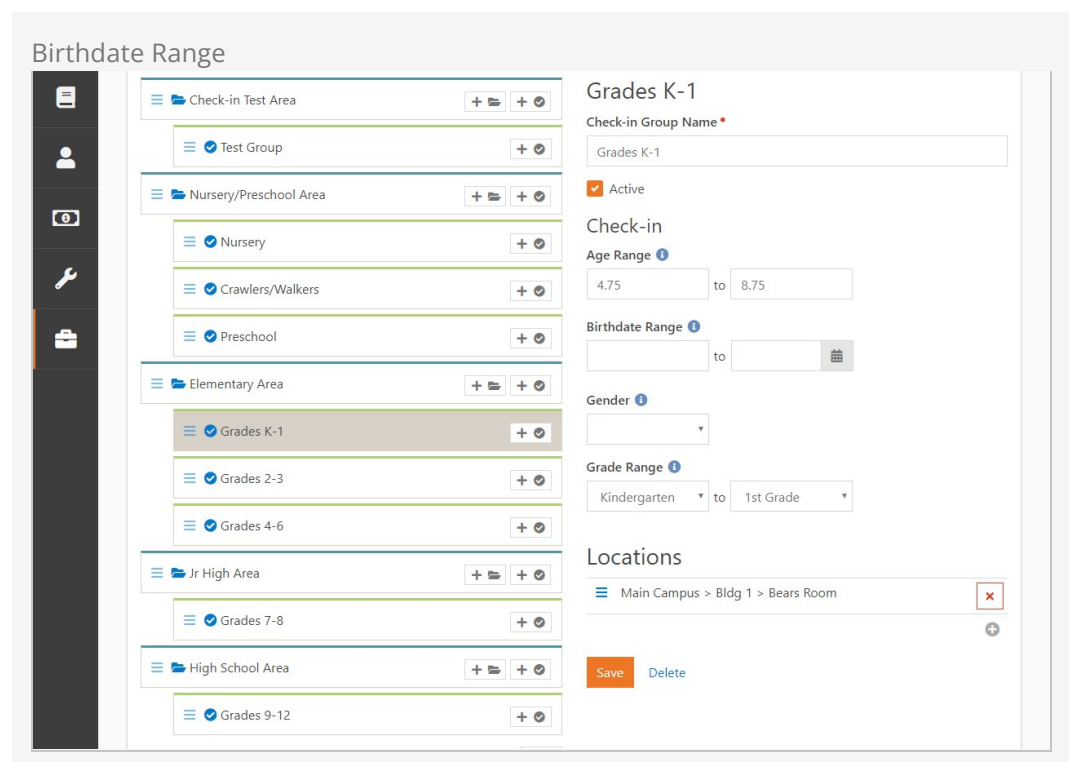 Birthdate Range
Check-in Test Area
Test Group
Nursery/Preschool Area
Nursery
Crawlers/Walkers
Preschool
Elementary Area
Grades K-1
Grades 2-3
Grades 4-6
Jr High Area
Grades 7-8
High School Area
Grades 9-12
Grades K-1
Check-in Group Name
Grades K-1
Active
Check-in
Age Range
4.75 to 8.75
Birthdate Range
to
Gender
Grade Range
Kindergarten to 1st Grade
Locations
Main Campus > Bldg 1 > Bears Room
Save Delete